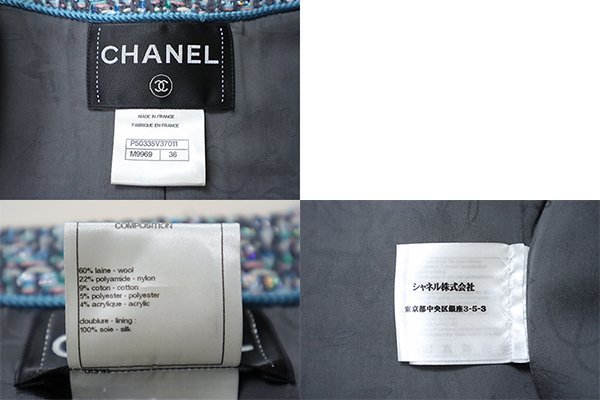 CHANEL
MADE IN FRANCE
FABRIQUE EN FRANCE
P50335V37011
M9969 36
COMPOSITION
60% laine - wool
22% polyamide - nylon
9% coton - cotton
5% polyester - polyester
4% acrylique - acrylic
doublure - lining :
100% soie - silk
シャネル株式会社
東京都中央区銀座3-5-3